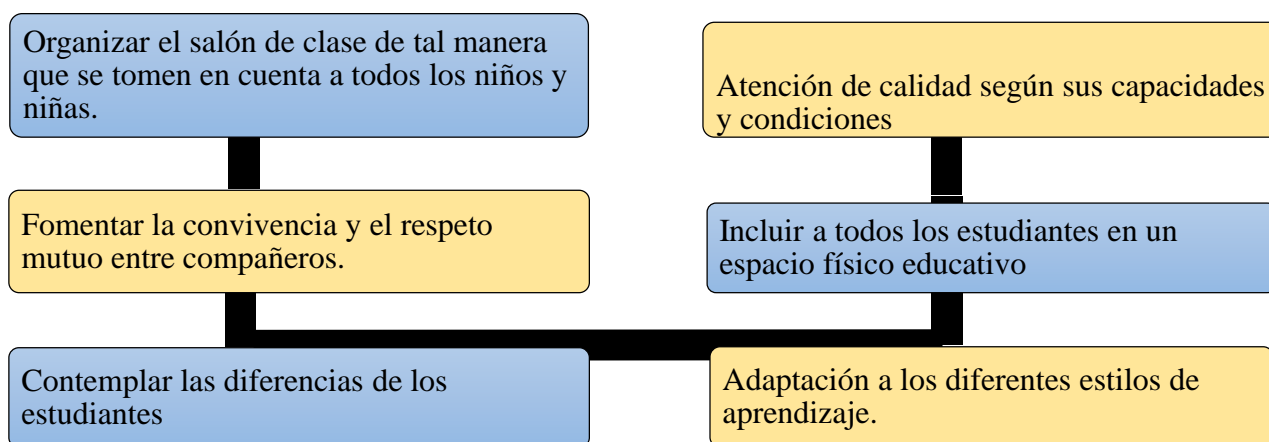 Organizar el salón de clase de tal manera
que se tomen en cuenta a todos los niños y
niñas.
Fomentar la convivencia y el respeto
mutuo entre compañeros.
Contemplar las diferencias de los
estudiantes
Atención de calidad según sus capacidades
y condiciones
Incluir a todos los estudiantes en un
espacio físico educativo
Adaptación a los diferentes estilos de
aprendizaje.